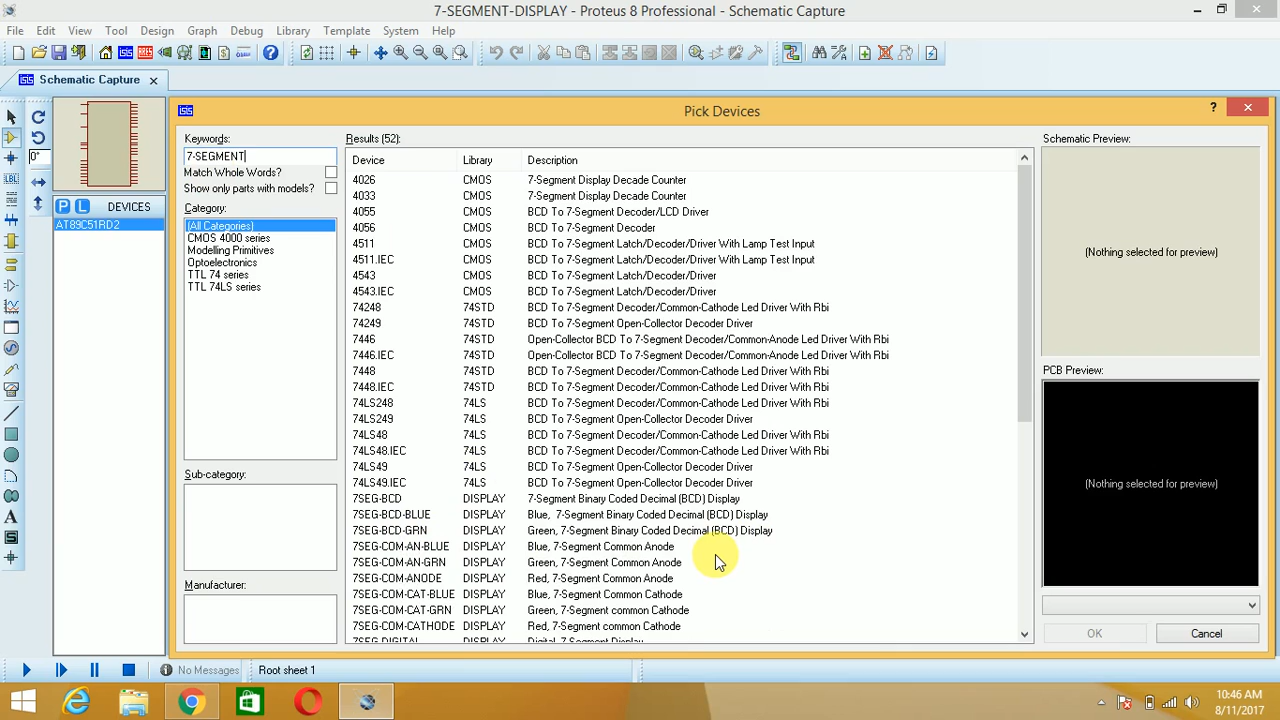 7-SEGMENT-DISPLAY - Proteus 8 Professional - Schematic Capture
File Edit View Tool Design Graph Debug Library Template System Help
Schematic Capture
Pick Devices
Keywords:
7-SEGMENT
Match Whole Words?
Show only parts with models?
Category:
(All Categories)
CMOS 4000 series
Modelling Primitives
Optoelectronics
TTL 74 series
TTL 74LS series
Sub-category:
Manufacturer:
0°
LBL
P L DEVICES
AT89C51RD2
Results (52):
Device Library Description
4026 CMOS 7-Segment Display Decade Counter
4033 CMOS 7-Segment Display Decade Counter
4055 CMOS BCD To 7-Segment Decoder/LCD Driver
4056 CMOS BCD To 7-Segment Decoder
4511 CMOS BCD To 7-Segment Latch/Decoder/Driver With Lamp Test Input
4511.IEC CMOS BCD To 7-Segment Latch/Decoder/Driver With Lamp Test Input
4543 CMOS BCD To 7-Segment Latch/Decoder/Driver
4543.IEC CMOS BCD To 7-Segment Latch/Decoder/Driver
74248 74STD BCD To 7-Segment Decoder/Common-Cathode Led Driver With Rbi
74249 74STD BCD To 7-Segment Open-Collector Decoder Driver
7446 74STD Open-Collector BCD To 7-Segment Decoder/Common-Anode Led Driver With Rbi
7446.IEC 74STD Open-Collector BCD To 7-Segment Decoder/Common-Anode Led Driver With Rbi
7448 74STD BCD To 7-Segment Decoder/Common-Cathode Led Driver With Rbi
7448.IEC 74STD BCD To 7-Segment Decoder/Common-Cathode Led Driver With Rbi
74LS248 74LS BCD To 7-Segment Decoder/Common-Cathode Led Driver With Rbi
74LS249 74LS BCD To 7-Segment Open-Collector Decoder Driver
74LS48 74LS BCD To 7-Segment Decoder/Common-Cathode Led Driver With Rbi
74LS48.IEC 74LS BCD To 7-Segment Decoder/Common-Cathode Led Driver With Rbi
74LS49 74LS BCD To 7-Segment Open-Collector Decoder Driver
74LS49.IEC 74LS BCD To 7-Segment Open-Collector Decoder Driver
7SEG-BCD DISPLAY 7-Segment Binary Coded Decimal (BCD) Display
7SEG-BCD-BLUE DISPLAY Blue, 7-Segment Binary Coded Decimal (BCD) Display
7SEG-BCD-GRN DISPLAY Green, 7-Segment Binary Coded Decimal (BCD) Display
7SEG-COM-AN-BLUE DISPLAY Blue, 7-Segment Common Anode
7SEG-COM-AN-GRN DISPLAY Green, 7-Segment Common Anode
7SEG-COM-ANODE DISPLAY Red, 7-Segment Common Anode
7SEG-COM-CAT-BLUE DISPLAY Blue, 7-Segment Common Cathode
7SEG-COM-CAT-GRN DISPLAY Green, 7-Segment common Cathode
7SEG-COM-CATHODE DISPLAY Red, 7-Segment common Cathode
7SEG-DIGITAL DISPLAY Digital, 7-Segment Display
Schematic Preview:
(Nothing selected for preview)
PCB Preview:
(Nothing selected for preview)
OK Cancel
No Messages Root sheet 1
10:46 AM
8/11/2017